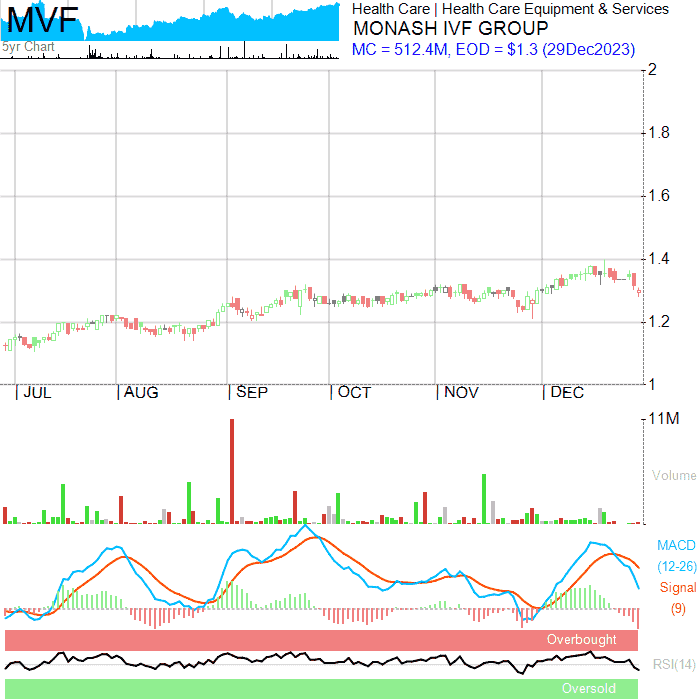 MVF
5yr Chart
Health Care | Health Care Equipment & Services
MONASH IVF GROUP
MC = 512.4M, EOD = $1.3 (29Dec2023)
2
1.8
1.6
1.4
1.2
1
JUL AUG SEP OCT NOV DEC
11M
Volume
MACD
(12-26)
Signal
(9)
Overbought
RSI(14)
Oversold